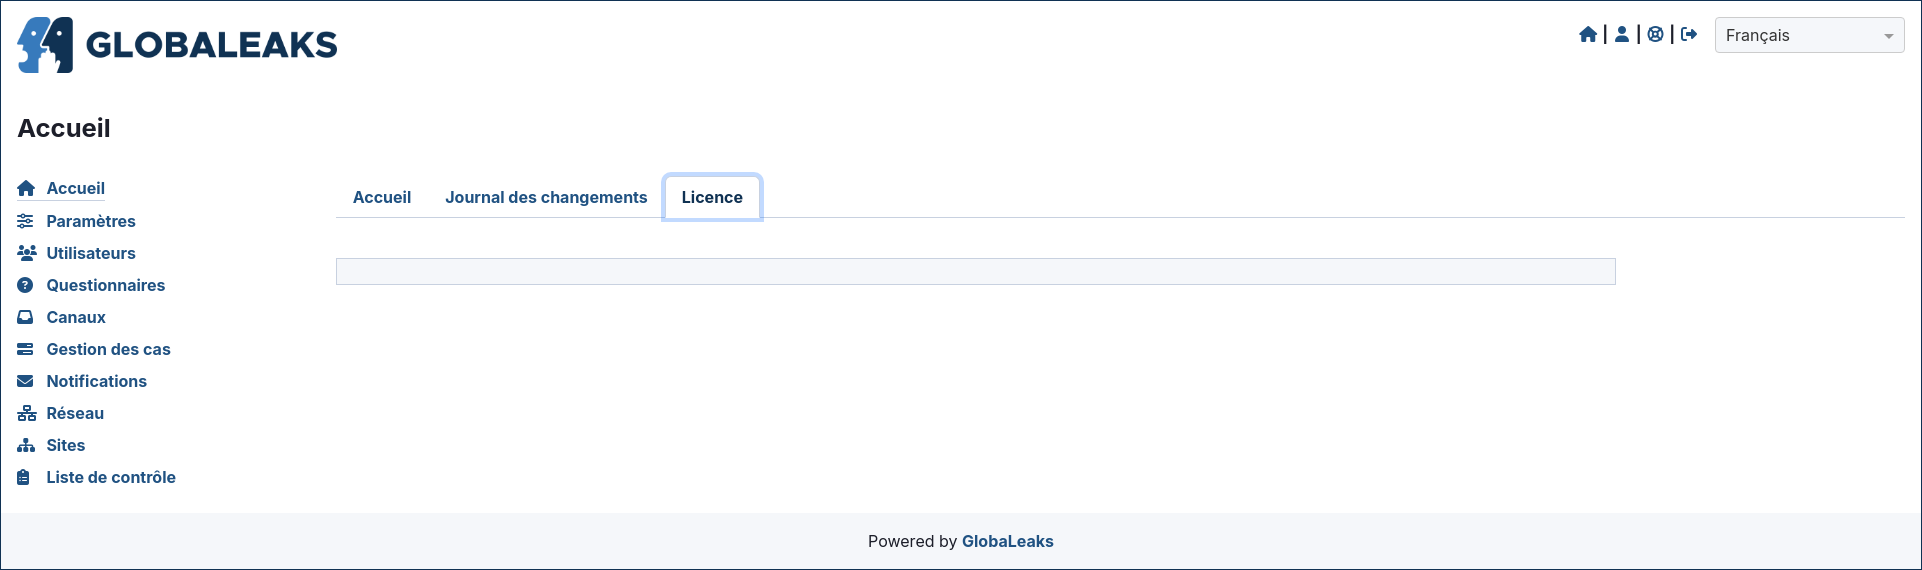 GLOBALEAKS
Français
Accueil
Accueil
Paramètres
Utilisateurs
Questionnaires
Canaux
Gestion des cas
Notifications
Réseau
Sites
Liste de contrôle
Accueil Journal des changements Licence
Powered by GlobaLeaks